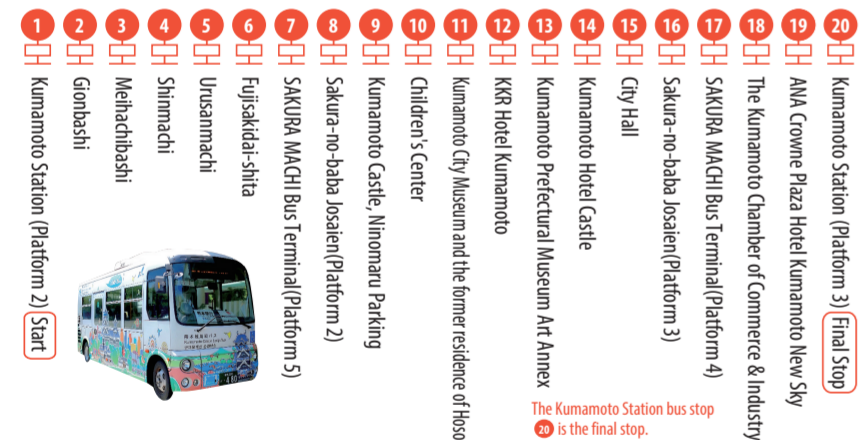 1 Kumamoto Station (Platform 2) Start
2 Gionbashi
3 Meihachibashi
4 Shinmachi
5 Urusanmachi
6 Fujisakidai-shita
7 SAKURA MACHI Bus Terminal(Platform 5)
8 Sakura-no-baba Josaien(Platform 2)
9 Kumamoto Castle, Ninomaru Parking
10 Children's Center
11 Kumamoto City Museum and the former residence of Hoso
12 KKR Hotel Kumamoto
13 Kumamoto Prefectural Museum Art Annex
14 Kumamoto Hotel Castle
15 City Hall
16 Sakura-no-baba Josaien(Platform 3)
17 SAKURA MACHI Bus Terminal(Platform 4)
18 The Kumamoto Chamber of Commerce & Industry
19 ANA Crowne Plaza Hotel Kumamoto New Sky
20 Kumamoto Station (Platform 3) Final Stop
The Kumamoto Station bus stop
20 is the final stop.